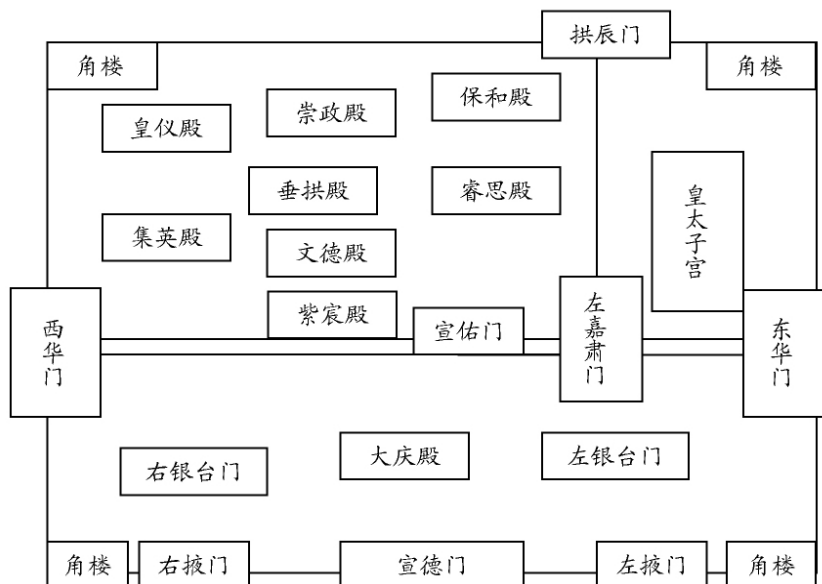 拱辰门
角楼
角楼
保和殿
崇政殿
皇仪殿
垂拱殿
睿思殿
皇太子宫
集英殿
文德殿
紫宸殿
宣佑门
左嘉肃门
西华门
东华门
大庆殿
左银台门
右银台门
角楼
右掖门
宣德门
左掖门
角楼